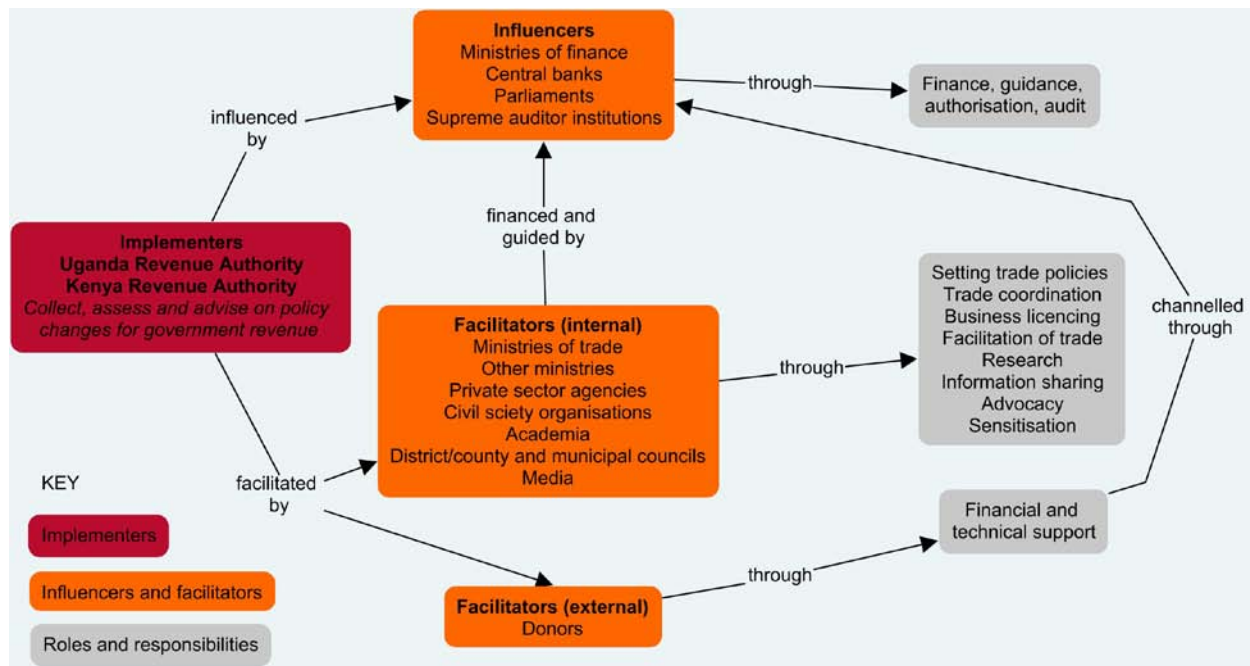 Influencers
Ministries of finance
Central banks
Parliaments
Supreme auditor institutions
through
Finance, guidance,
authorisation, audit
influenced
by
financed and
guided by
Implementers
Uganda Revenue Authority
Kenya Revenue Authority
Collect, assess and advise on policy
changes for government revenue
Facilitators (internal)
Ministries of trade
Other ministries
Private sector agencies
Civil sciety organisations
Academia
District/county and municipal councils
Media
through
Setting trade policies
Trade coordination
Business licencing
Facilitation of trade
Research
Information sharing
Advocacy
Sensitisation
channelled
through
facilitated
by
Facilitators (external)
Donors
through
Financial and
technical support
KEY
Implementers
Influencers and facilitators
Roles and responsibilities